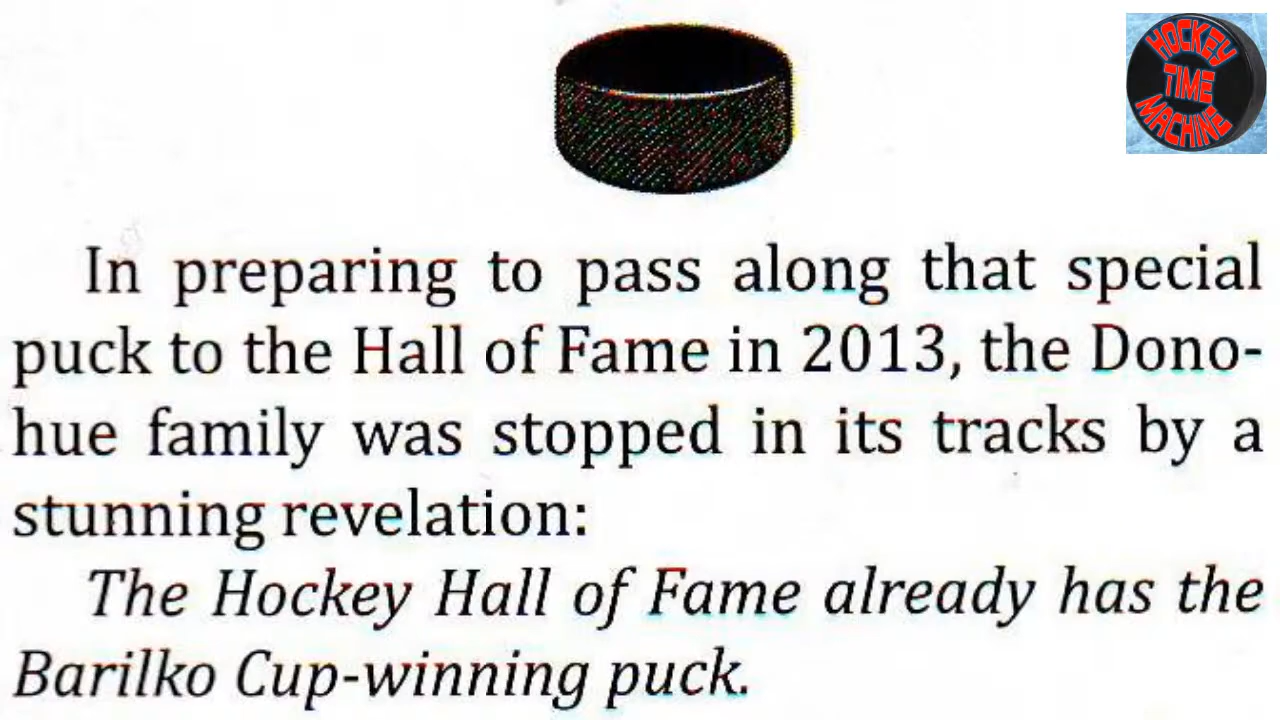 HOCKEY
TIME
MACHINE
In preparing to pass along that special
puck to the Hall of Fame in 2013, the Dono-
hue family was stopped in its tracks by a
stunning revelation:
The Hockey Hall of Fame already has the
Barilko Cup-winning puck.